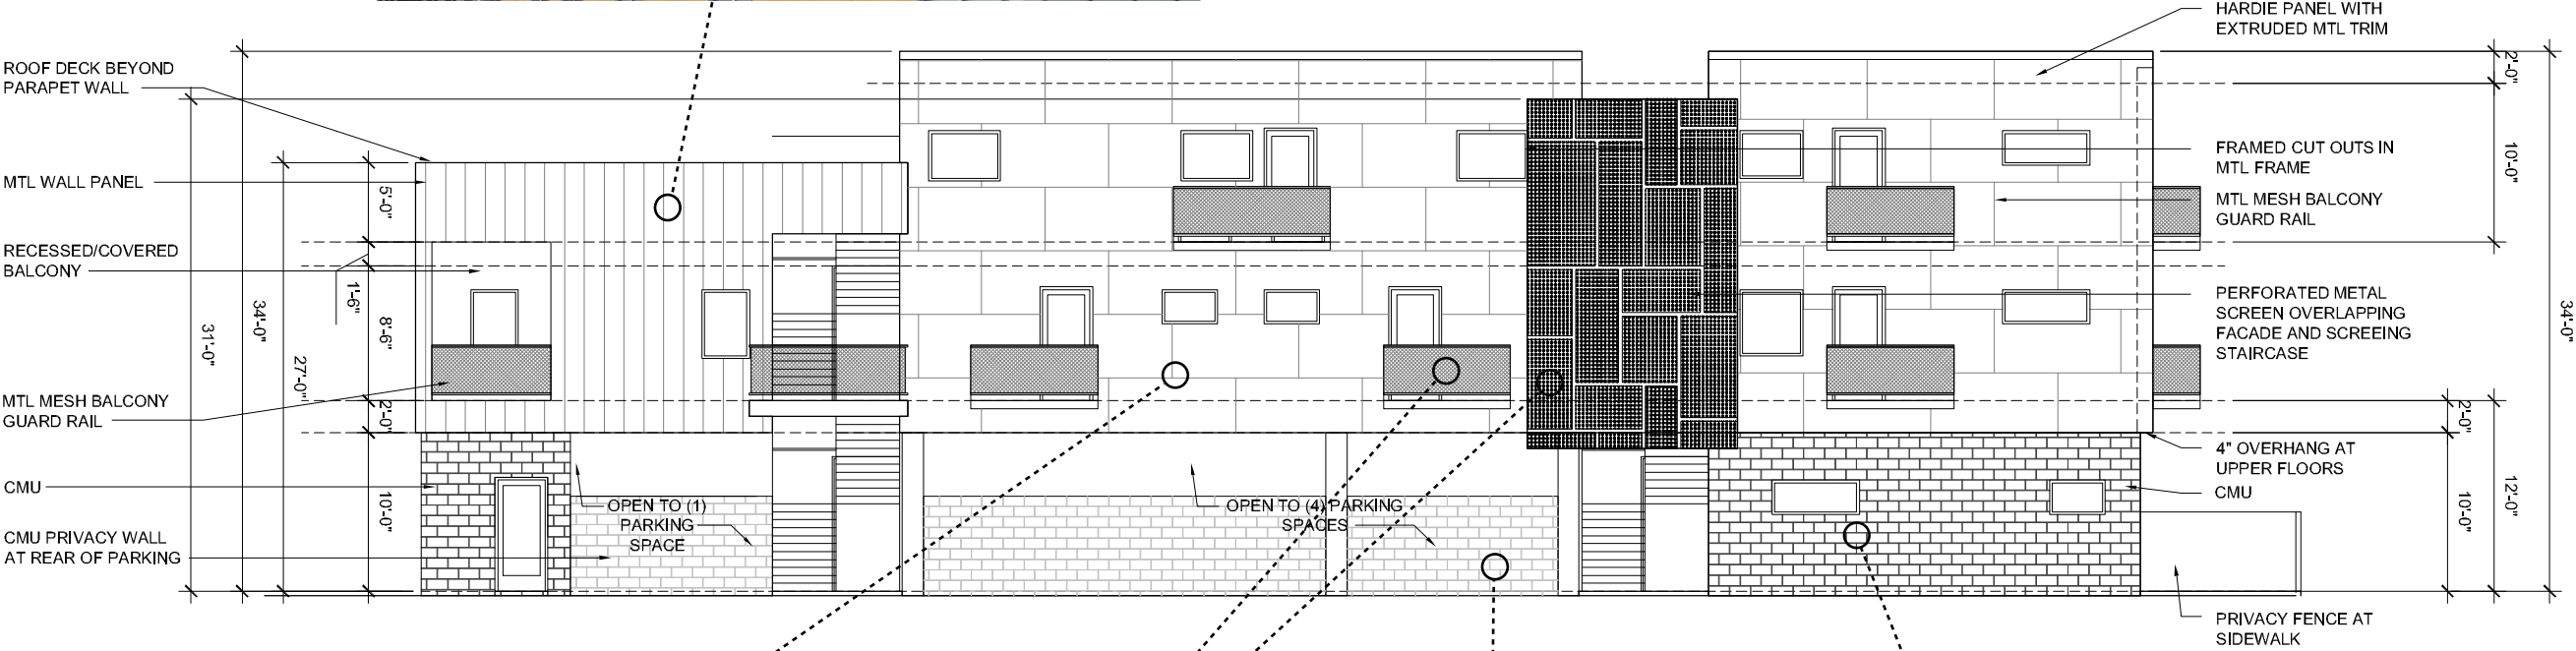 ROOF DECK BEYOND
PARAPET WALL
MTL WALL PANEL
RECESSED/COVERED
BALCONY
MTL MESH BALCONY
GUARD RAIL
CMU
CMU PRIVACY WALL
AT REAR OF PARKING
31'-0"
34'-0"
27'-0"
1'-6"
5'-0"
8'-6"
2'-0"
10'-0"
OPEN TO (1)
PARKING
SPACE
OPEN TO (4) PARKING
SPACES
HARDIE PANEL WITH
EXTRUDED MTL TRIM
FRAMED CUT OUTS IN
MTL FRAME
MTL MESH BALCONY
GUARD RAIL
PERFORATED METAL
SCREEN OVERLAPPING
FACADE AND SCREEING
STAIRCASE
4" OVERHANG AT
UPPER FLOORS
CMU
PRIVACY FENCE AT
SIDEWALK
2'-0"
10'-0"
2'-0"
10'-0"
12'-0"
34'-0"